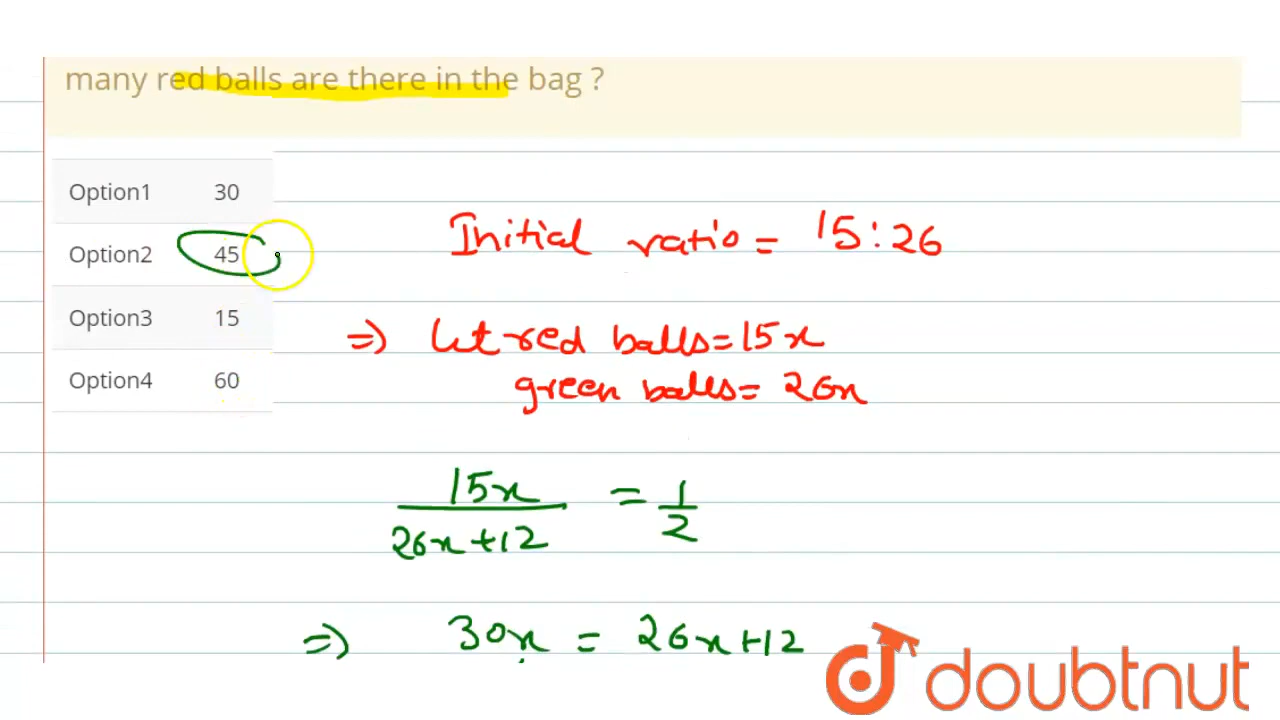 many red balls are there in the bag ?
Option1 30
Option2 45
Option3 15
Option4 60
Initial ratio = 15:26
=) let red balls = 15x
green balls = 26x
15x
26x+12
= 1
2
=) 30x = 26x+12
doubtnut